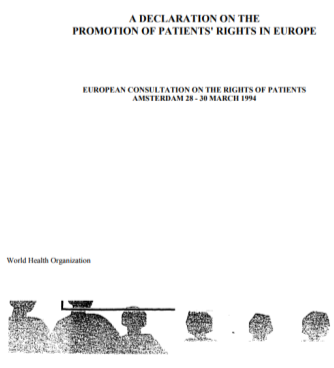 A DECLARATION ON THE
PROMOTION OF PATIENTS' RIGHTS IN EUROPE
EUROPEAN CONSULTATION ON THE RIGHTS OF PATIENTS
AMSTERDAM 28 - 30 MARCH 1994
World Health Organization